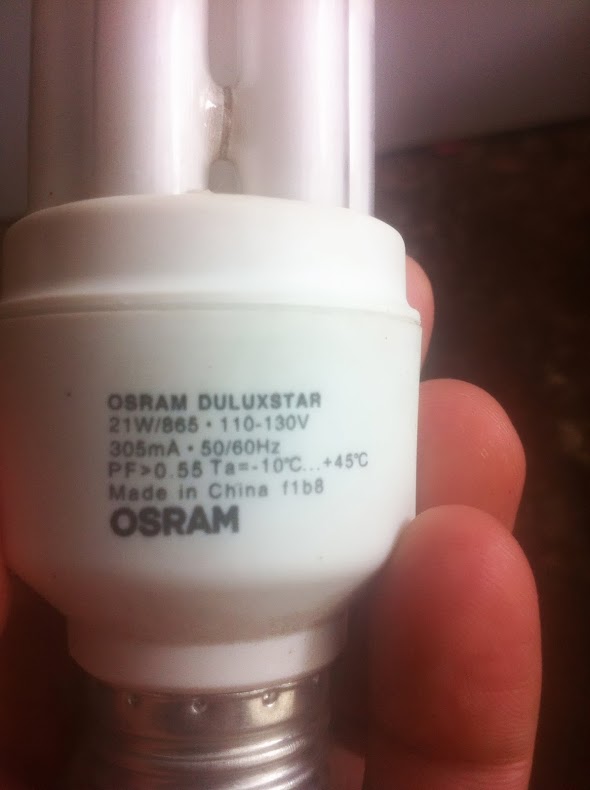 OSRAM DULUXSTAR
21W/865 · 110-130V
305mA · 50/60Hz
PF>0.55 Ta=-10℃...+45℃
Made in China f1b8
OSRAM